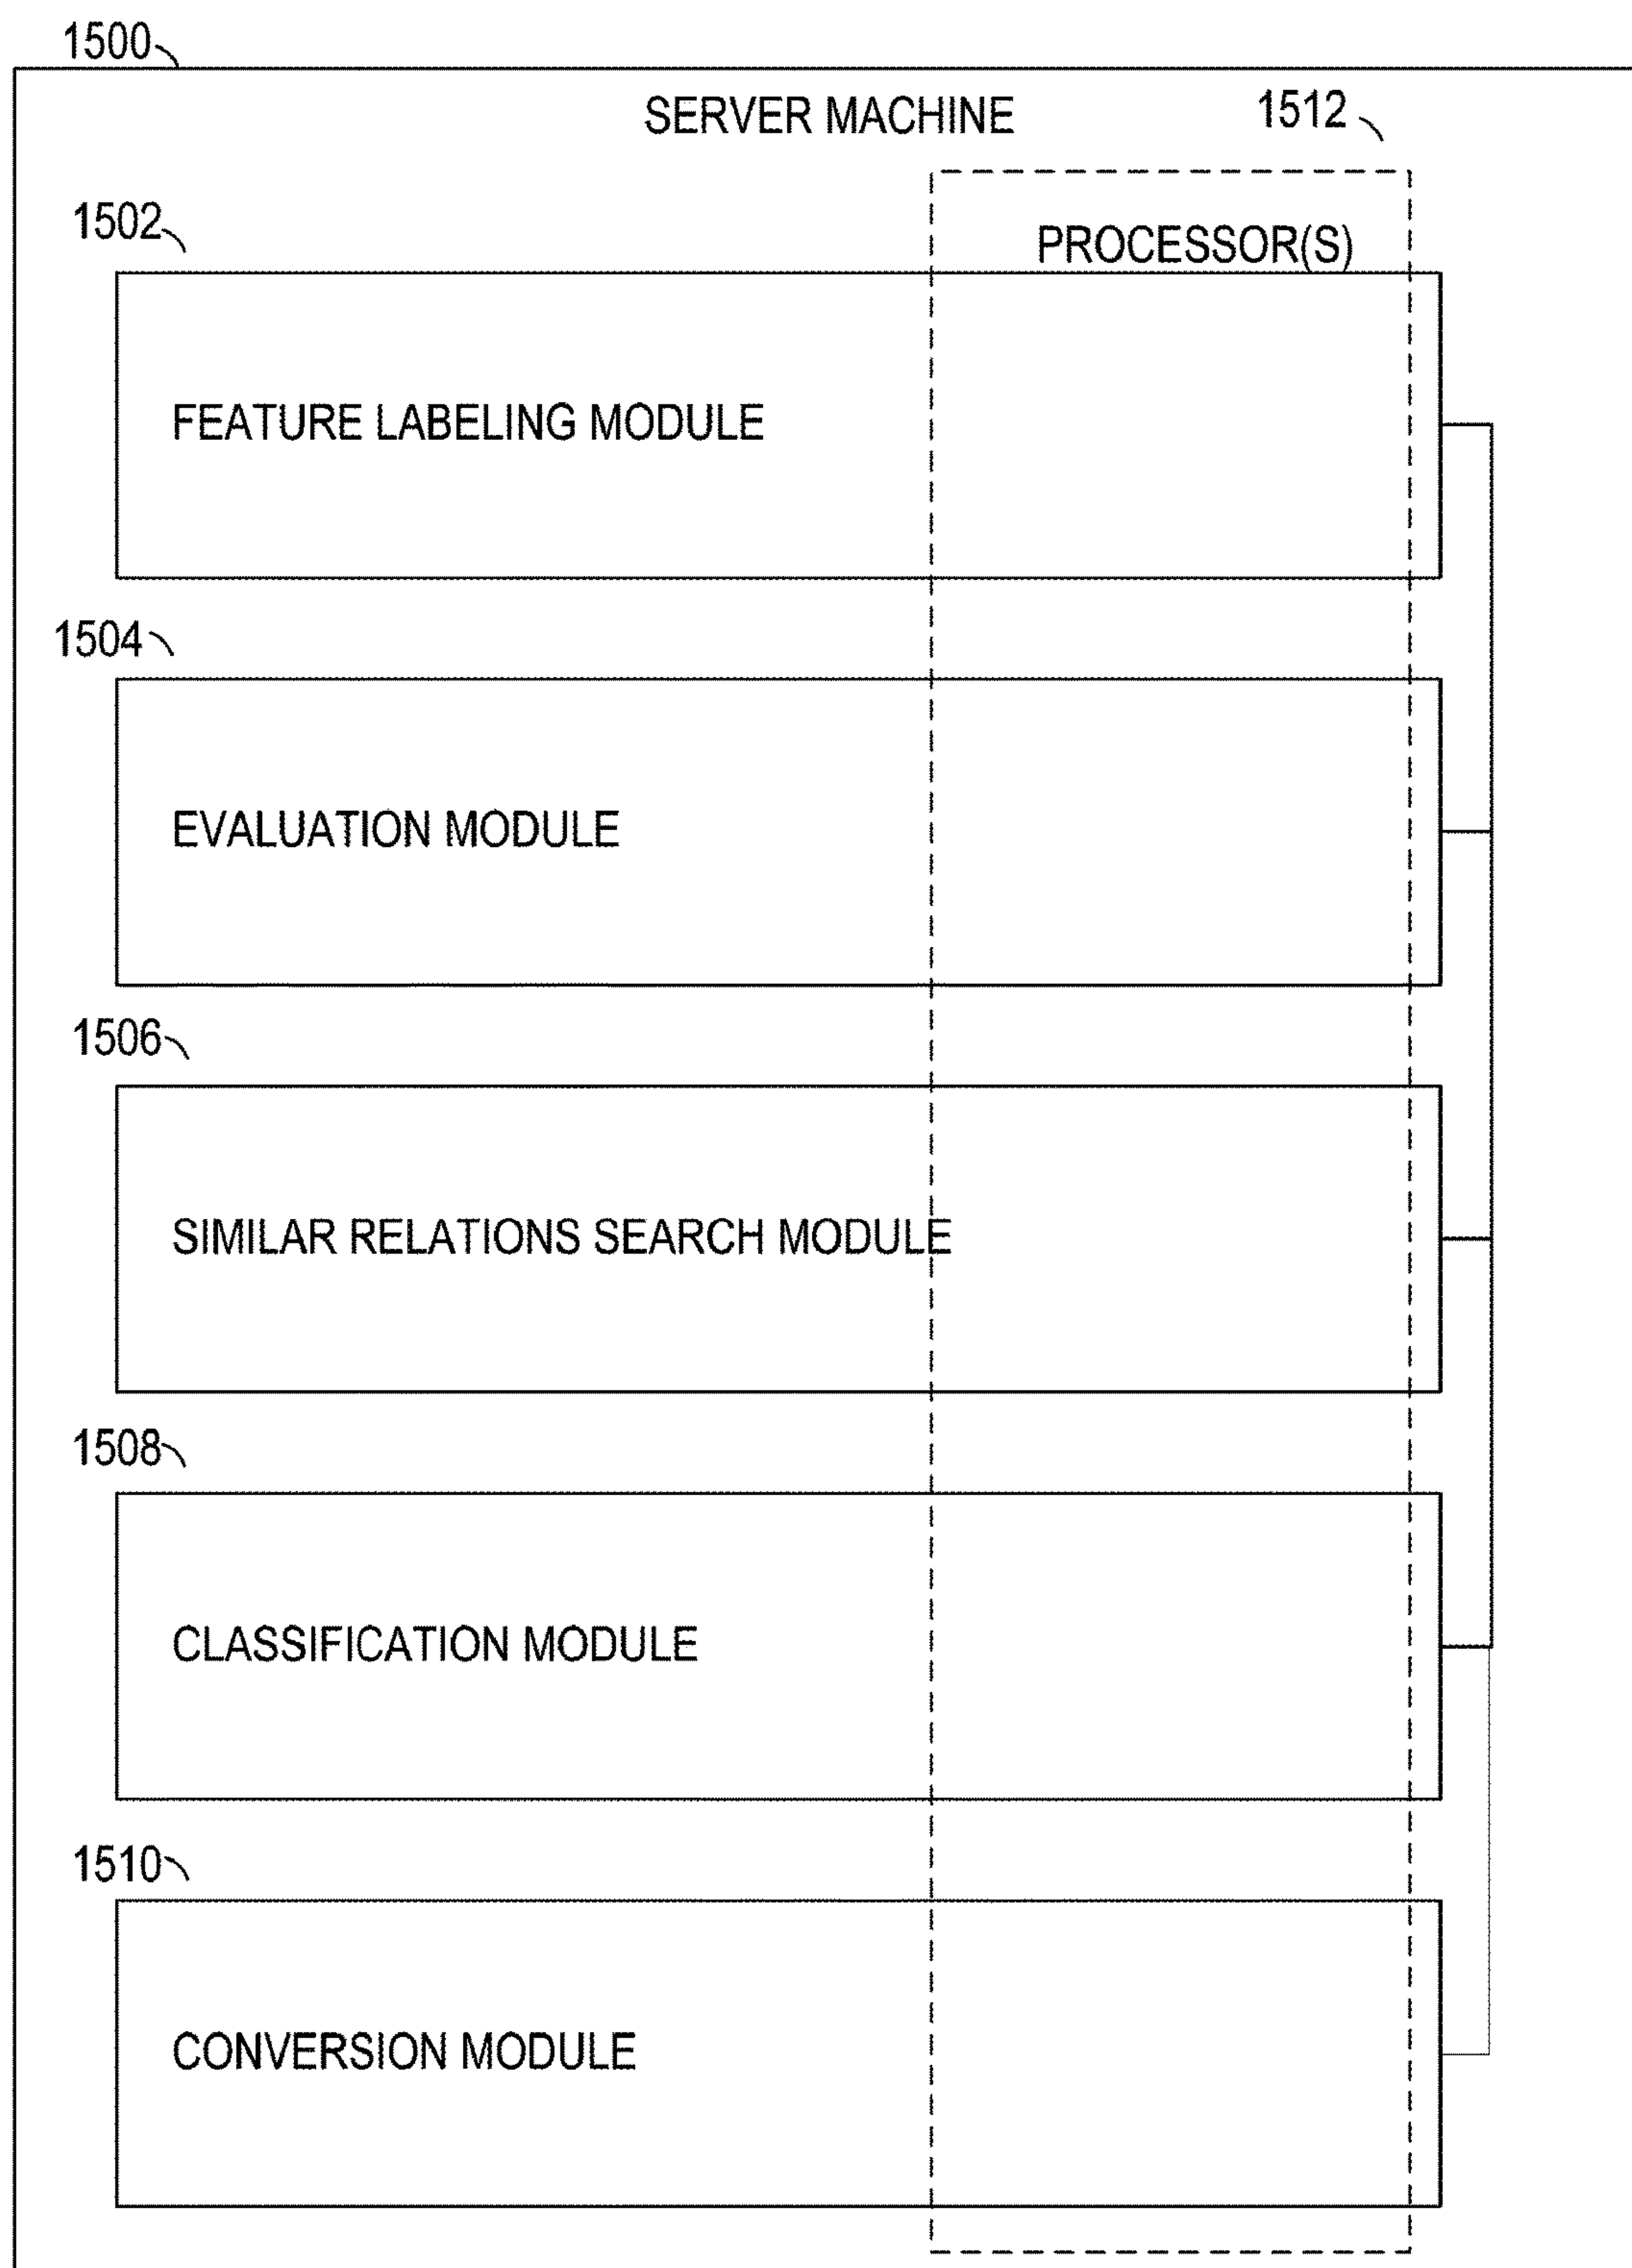 1500
SERVER MACHINE
1512
1502
PROCESSOR(S)
FEATURE LABELING MODULE
1504
EVALUATION MODULE
1506
SIMILAR RELATIONS SEARCH MODULE
1508
CLASSIFICATION MODULE
1510
CONVERSION MODULE